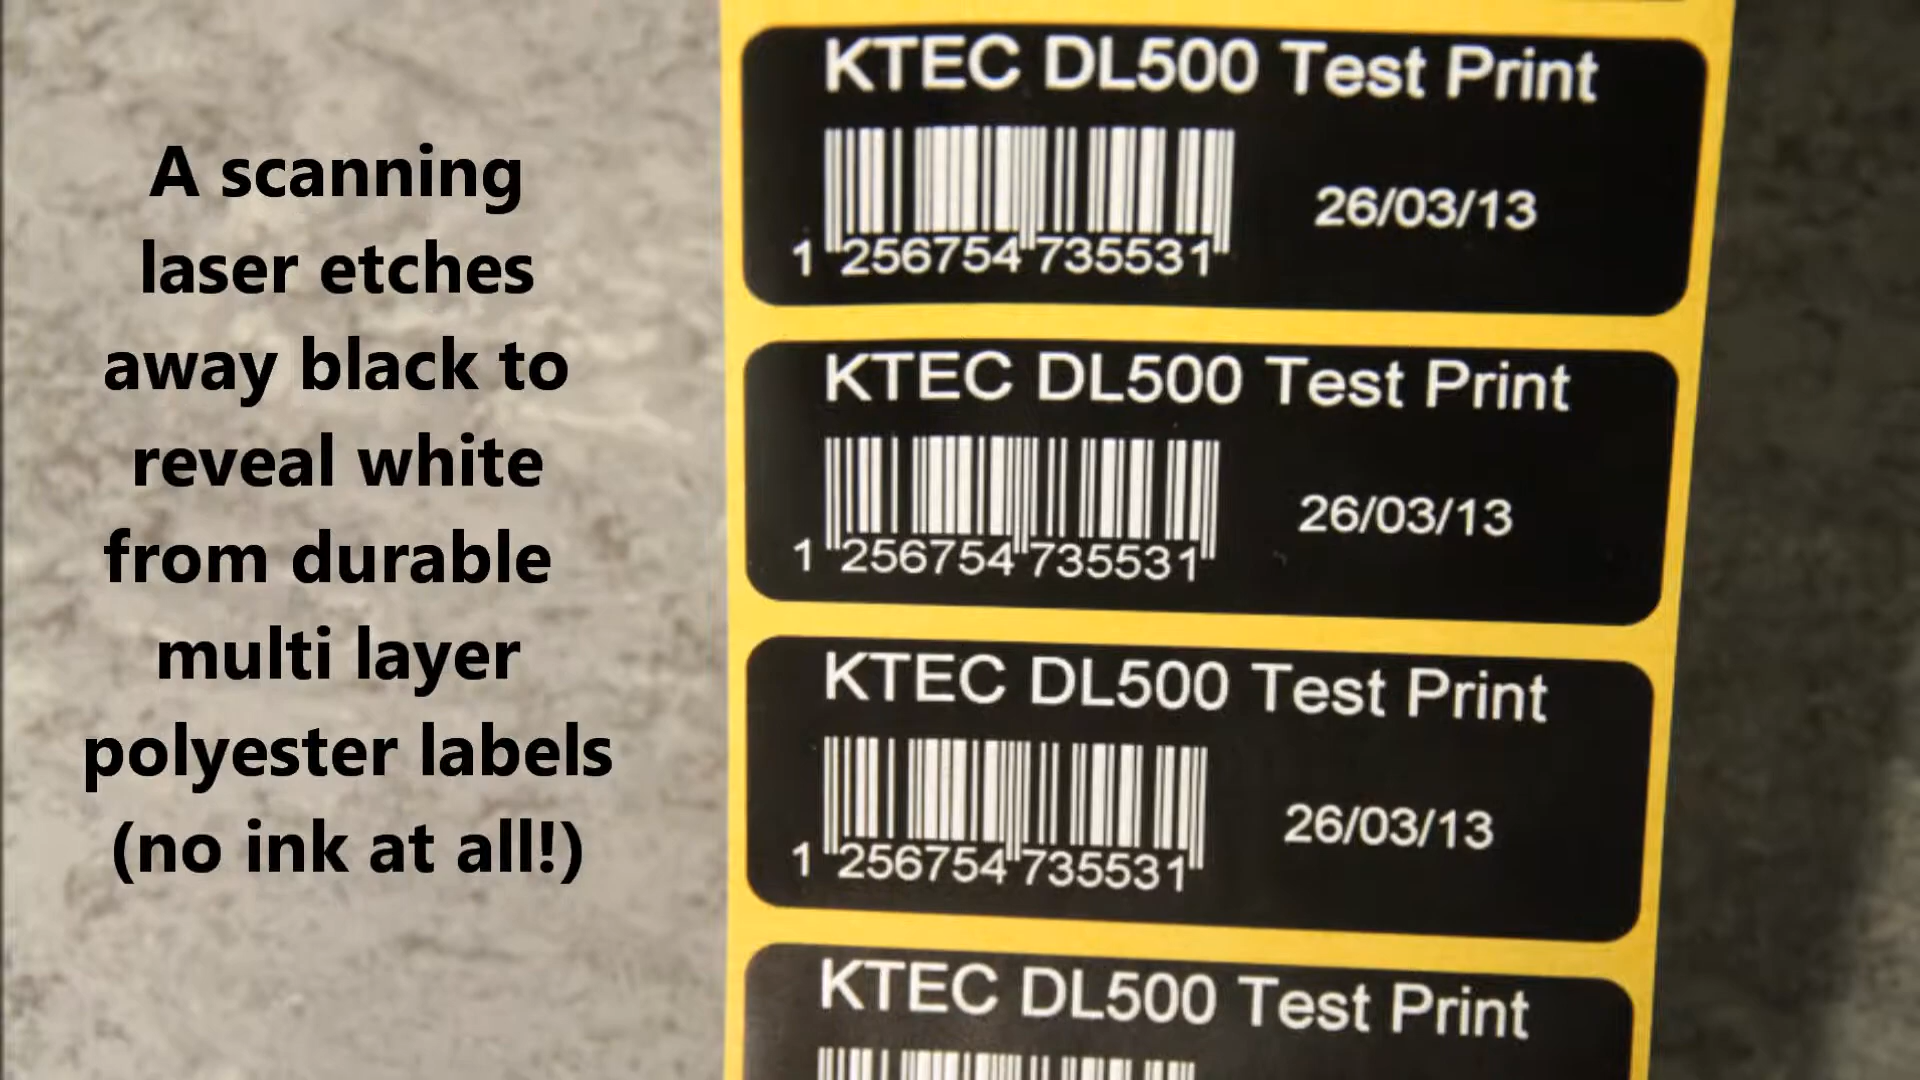 A scanning
laser etches
away black to
reveal white
from durable
multi layer
polyester labels
(no ink at all!)
KTEC DL500 Test Print
26/03/13
1 256754 735531
KTEC DL500 Test Print
26/03/13
1 256754 735531
KTEC DL500 Test Print
26/03/13
1 256754 735531
KTEC DL500 Test Print